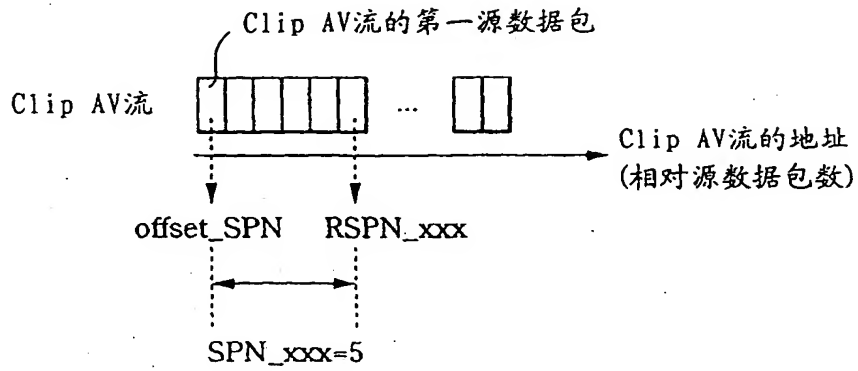 Clip AV流的第一源数据包
Clip AV流
...
Clip AV流的地址
(相对源数据包数)
offset_SPN RSPN_xxx
SPN_xxx=5